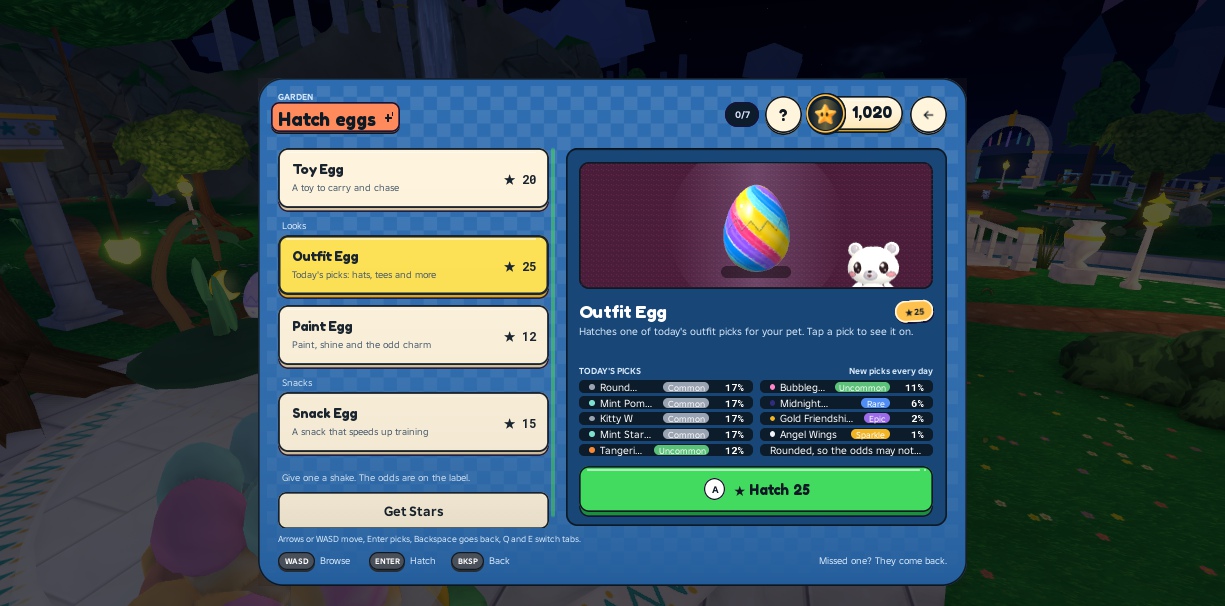 GARDEN
Hatch eggs
0/7
?
1,020
Toy Egg
A toy to carry and chase
★ 20
Looks
Outfit Egg
Today's picks: hats, tees and more
★ 25
Paint Egg
Paint, shine and the odd charm
★ 12
Snacks
Snack Egg
A snack that speeds up training
★ 15
Give one a shake. The odds are on the label.
Get Stars
Outfit Egg
★25
Hatches one of today's outfit picks for your pet. Tap a pick to see it on.
TODAY'S PICKS
New picks every day
Round... Common 17%
Mint Pom... Common 17%
Kitty W Common 17%
Mint Star... Common 17%
Tangeri... Uncommon 12%
Bubbleg... Uncommon 11%
Midnight... Rare 6%
Gold Friendshi... Epic 2%
Angel Wings Sparkle 1%
Rounded, so the odds may not...
A ★ Hatch 25
Arrows or WASD move, Enter picks, Backspace goes back, Q and E switch tabs.
WASD Browse ENTER Hatch BKSP Back
Missed one? They come back.